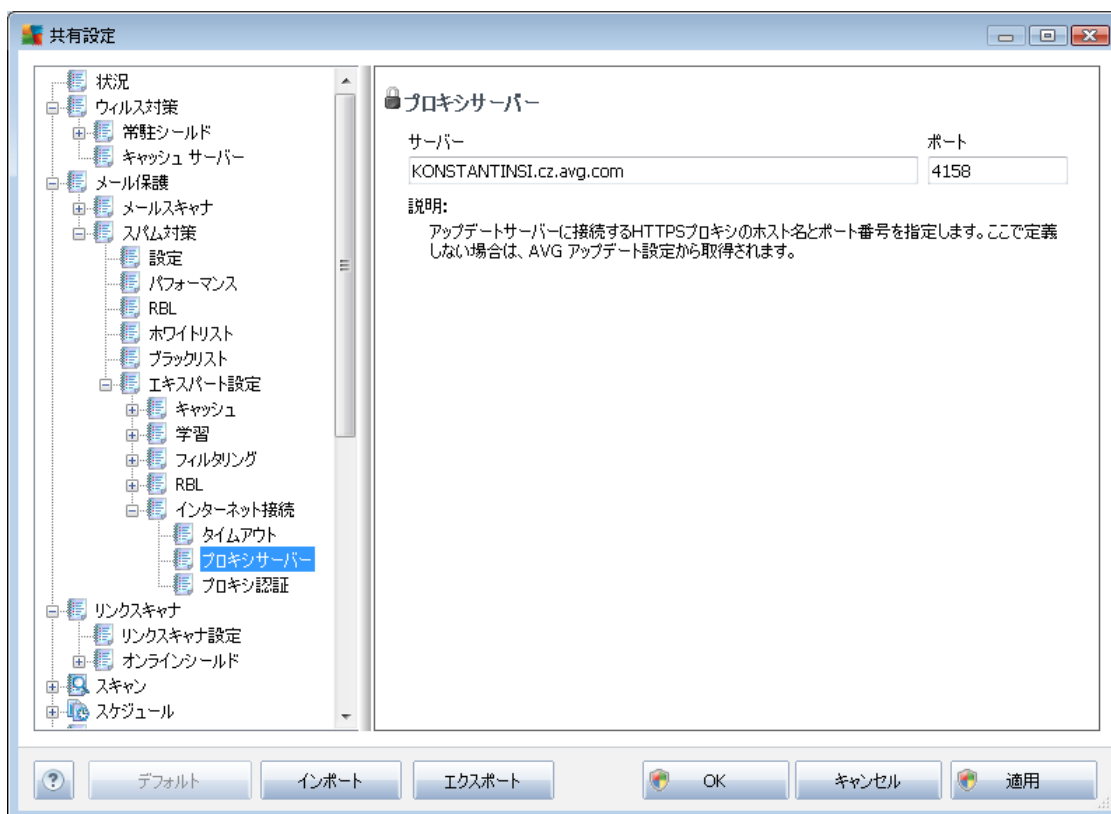 共有設定
状況
ウィルス対策
常駐シールド
キャッシュ サーバー
メール保護
メールスキャナ
スパム対策
設定
パフォーマンス
RBL
ホワイトリスト
ブラックリスト
エキスパート設定
キャッシュ
学習
フィルタリング
RBL
インターネット接続
タイムアウト
プロキシサーバー
プロキシ認証
リンクスキャナ
リンクスキャナ設定
オンラインシールド
スキャン
スケジュール
プロキシサーバー
サーバー ポート
KONSTANTINSI.cz.avg.com 4158
説明:
アップデートサーバーに接続するHTTPSプロキシのホスト名とポート番号を指定します。ここで定義
しない場合は、AVG アップデート設定から取得されます。
? デフォルト インポート エクスポート OK キャンセル 適用